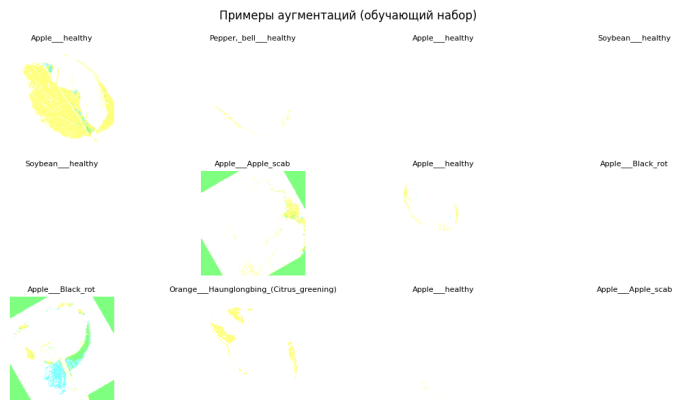 Примеры аугментаций (обучающий набор)
Apple___healthy
Pepper,_bell___healthy
Apple___healthy
Soybean___healthy
Soybean___healthy
Apple___Apple_scab
Apple___healthy
Apple___Black_rot
Apple___Black_rot
Orange___Haunglongbing_(Citrus_greening)
Apple___healthy
Apple___Apple_scab